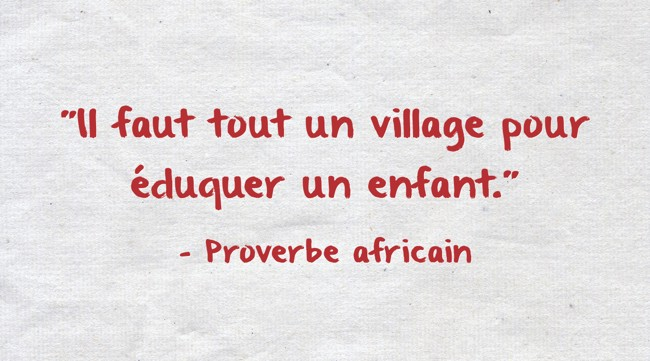 "Il faut tout un village pour
éduquer un enfant."
- Proverbe africain